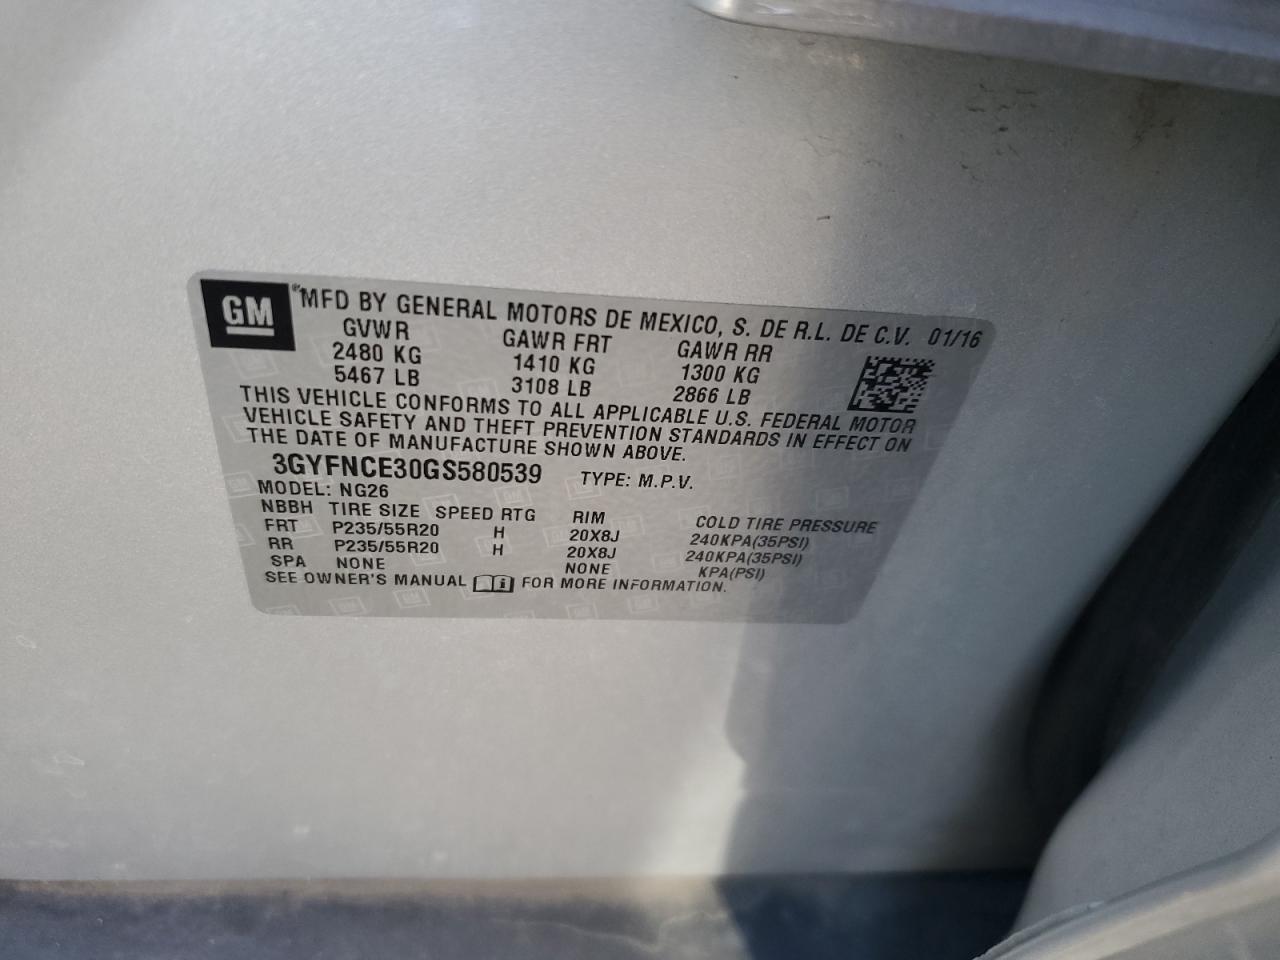 GM
®MFD BY GENERAL MOTORS DE MEXICO, S. DE R.L. DE C.V. 01/16
GVWR GAWR FRT GAWR RR
2480 KG 1410 KG 1300 KG
5467 LB 3108 LB 2866 LB
THIS VEHICLE CONFORMS TO ALL APPLICABLE U.S. FEDERAL MOTOR
VEHICLE SAFETY AND THEFT PREVENTION STANDARDS IN EFFECT ON
THE DATE OF MANUFACTURE SHOWN ABOVE.
3GYFNCE30GS580539 TYPE: M.P.V.
MODEL: NG26
NBBH TIRE SIZE SPEED RTG RIM COLD TIRE PRESSURE
FRT P235/55R20 H 20X8J 240KPA(35PSI)
RR P235/55R20 H 20X8J 240KPA(35PSI)
SPA NONE NONE KPA(PSI)
SEE OWNER'S MANUAL FOR MORE INFORMATION.